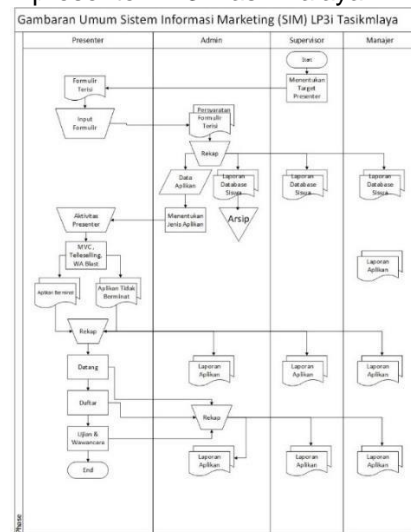 Gambaran Umum Sistem Informasi Marketing (SIM) LP3i Tasikmlaya
Presenter
Admin
Supervisor
Manajer
Start
Menentukan
Target
Presenter
Formulir
Terisi
Input
Formulir
Persyaratan
Formulir
Terisi
Rekap
Data
Aplikan
Laporan
Database
Siswa
Laporan
Database
Siswa
Laporan
Database
Siswa
Arsip
Menentukan
Jenis Aplikan
Aktivitas
Presenter
MVC,
Teleselling,
WA Blast
Laporan
Aplikan
Aplikan Berminat
Aplikan Tidak
Berminat
Rekap
Laporan
Aplikan
Laporan
Aplikan
Laporan
Aplikan
Datang
Daftar
Rekap
Ujian &
Wawancara
Laporan
Aplikan
Laporan
Aplikan
Laporan
Aplikan
End
Phase